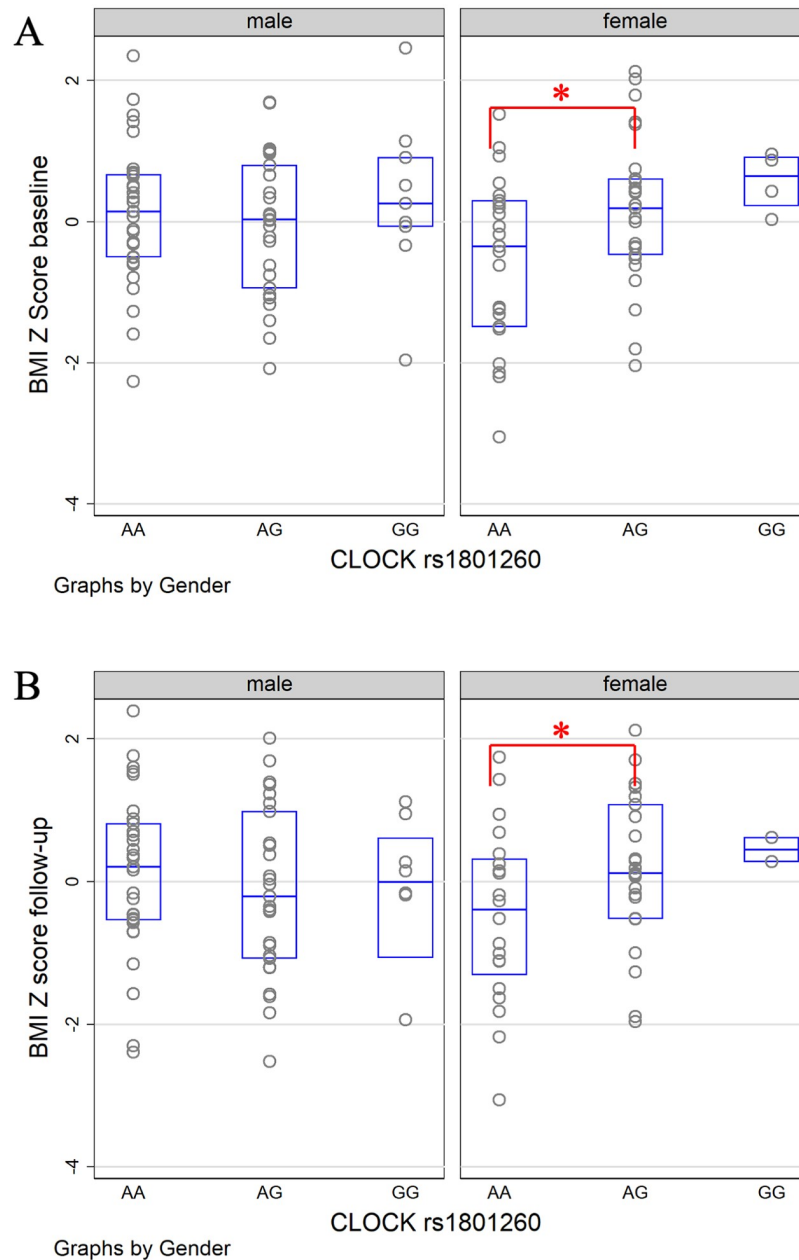 A
male
female
BMI Z Score baseline
2
0
-2
-4
*
AA
AG
GG
AA
AG
GG
CLOCK rs1801260
Graphs by Gender
B
male
female
BMI Z score follow-up
2
0
-2
-4
*
AA
AG
GG
AA
AG
GG
CLOCK rs1801260
Graphs by Gender